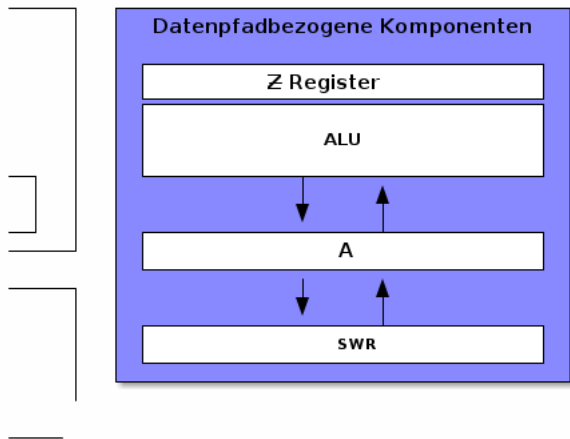 Datenpfadbezogene Komponenten
Z Register
ALU
A
SWR